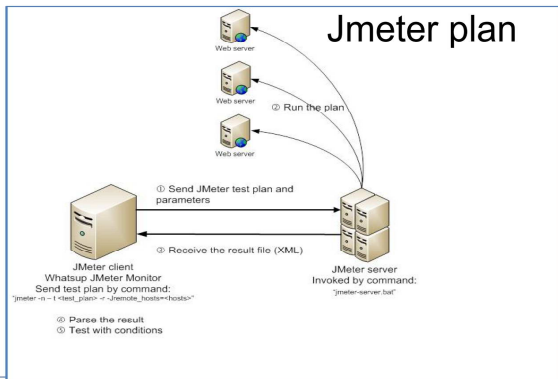 Jmeter plan
Web server
Web server
② Run the plan
Web server
① Send JMeter test plan and
parameters
③ Receive the result file (XML)
JMeter client
Whatsup JMeter Monitor
Send test plan by command:
"jmeter -n – t <test_plan> -r -Jremote_hosts=<hosts>"
JMeter server
Invoked by command:
"jmeter-server.bat"
④ Parse the result
⑤ Test with conditions